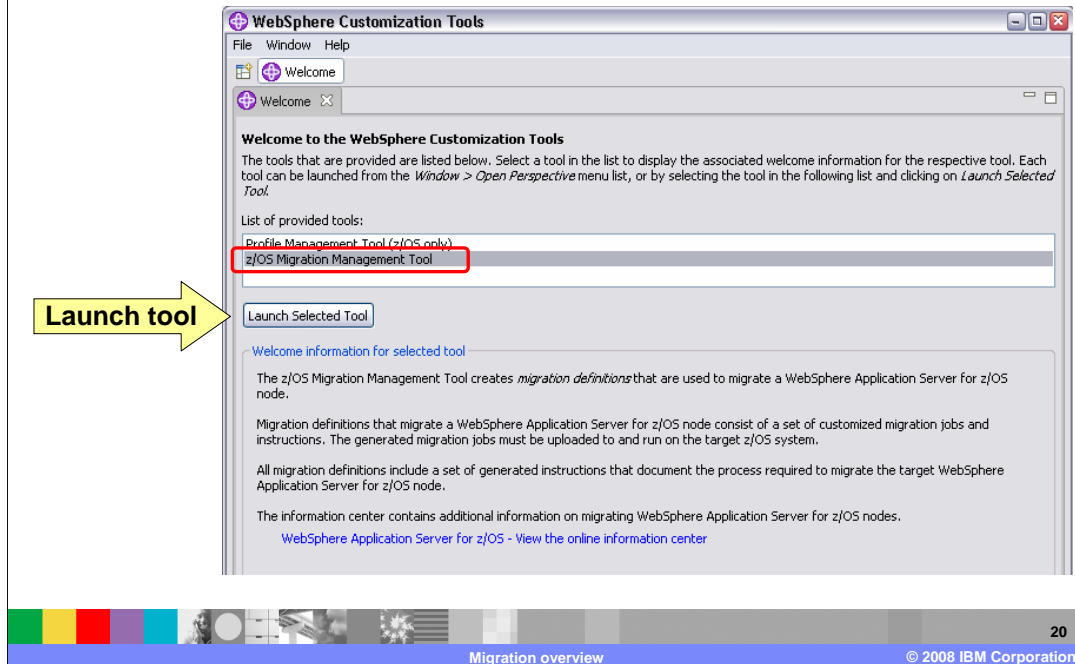 WebSphere Customization Tools
File Window Help
Welcome
Welcome
Welcome to the WebSphere Customization Tools
The tools that are provided are listed below. Select a tool in the list to display the associated welcome information for the respective tool. Each
tool can be launched from the Window > Open Perspective menu list, or by selecting the tool in the following list and clicking on Launch Selected
Tool.
List of provided tools:
Profile Management Tool (z/OS only)
z/OS Migration Management Tool
Launch tool
Launch Selected Tool
Welcome information for selected tool
The z/OS Migration Management Tool creates migration definitions that are used to migrate a WebSphere Application Server for z/OS
node.
Migration definitions that migrate a WebSphere Application Server for z/OS node consist of a set of customized migration jobs and
instructions. The generated migration jobs must be uploaded to and run on the target z/OS system.
All migration definitions include a set of generated instructions that document the process required to migrate the target WebSphere
Application Server for z/OS node.
The information center contains additional information on migrating WebSphere Application Server for z/OS nodes.
WebSphere Application Server for z/OS - View the online information center
20
Migration overview
© 2008 IBM Corporation